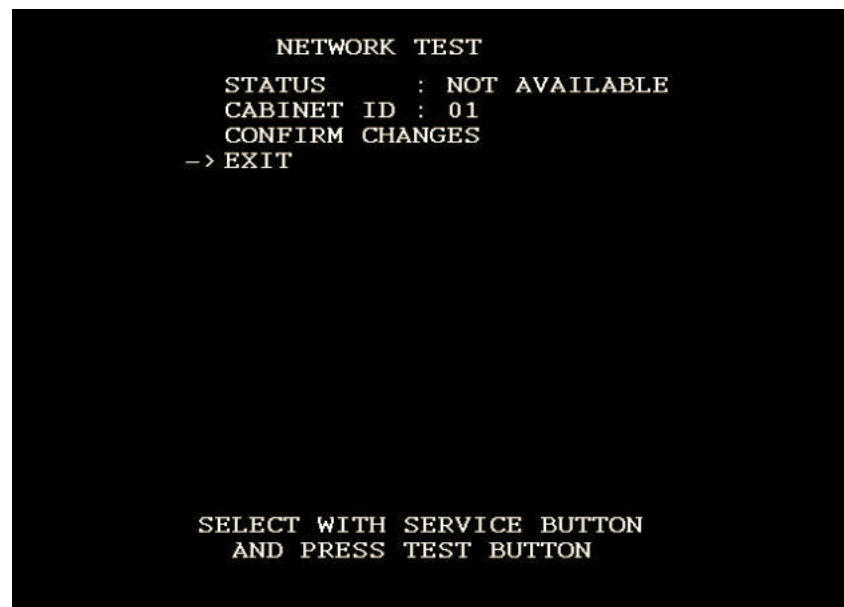 NETWORK TEST
STATUS : NOT AVAILABLE
CABINET ID : 01
CONFIRM CHANGES
-> EXIT
SELECT WITH SERVICE BUTTON
AND PRESS TEST BUTTON